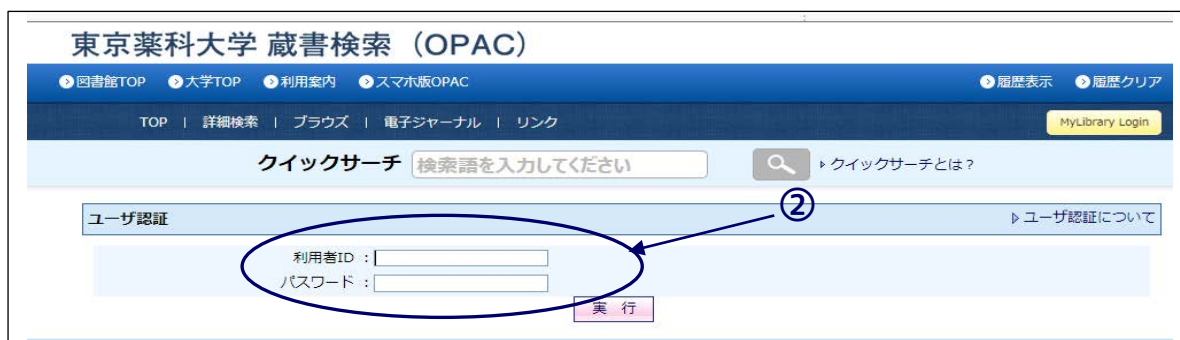 東京薬科大学 蔵書検索（OPAC）
図書館TOP 大学TOP 利用案内 スマホ版OPAC 履歴表示 履歴クリア
TOP | 詳細検索 | ブラウズ | 電子ジャーナル | リンク MyLibrary Login
クイックサーチ 検索語を入力してください クイックサーチとは？
②
ユーザ認証 ユーザ認証について
利用者ID ：
パスワード ：
実 行